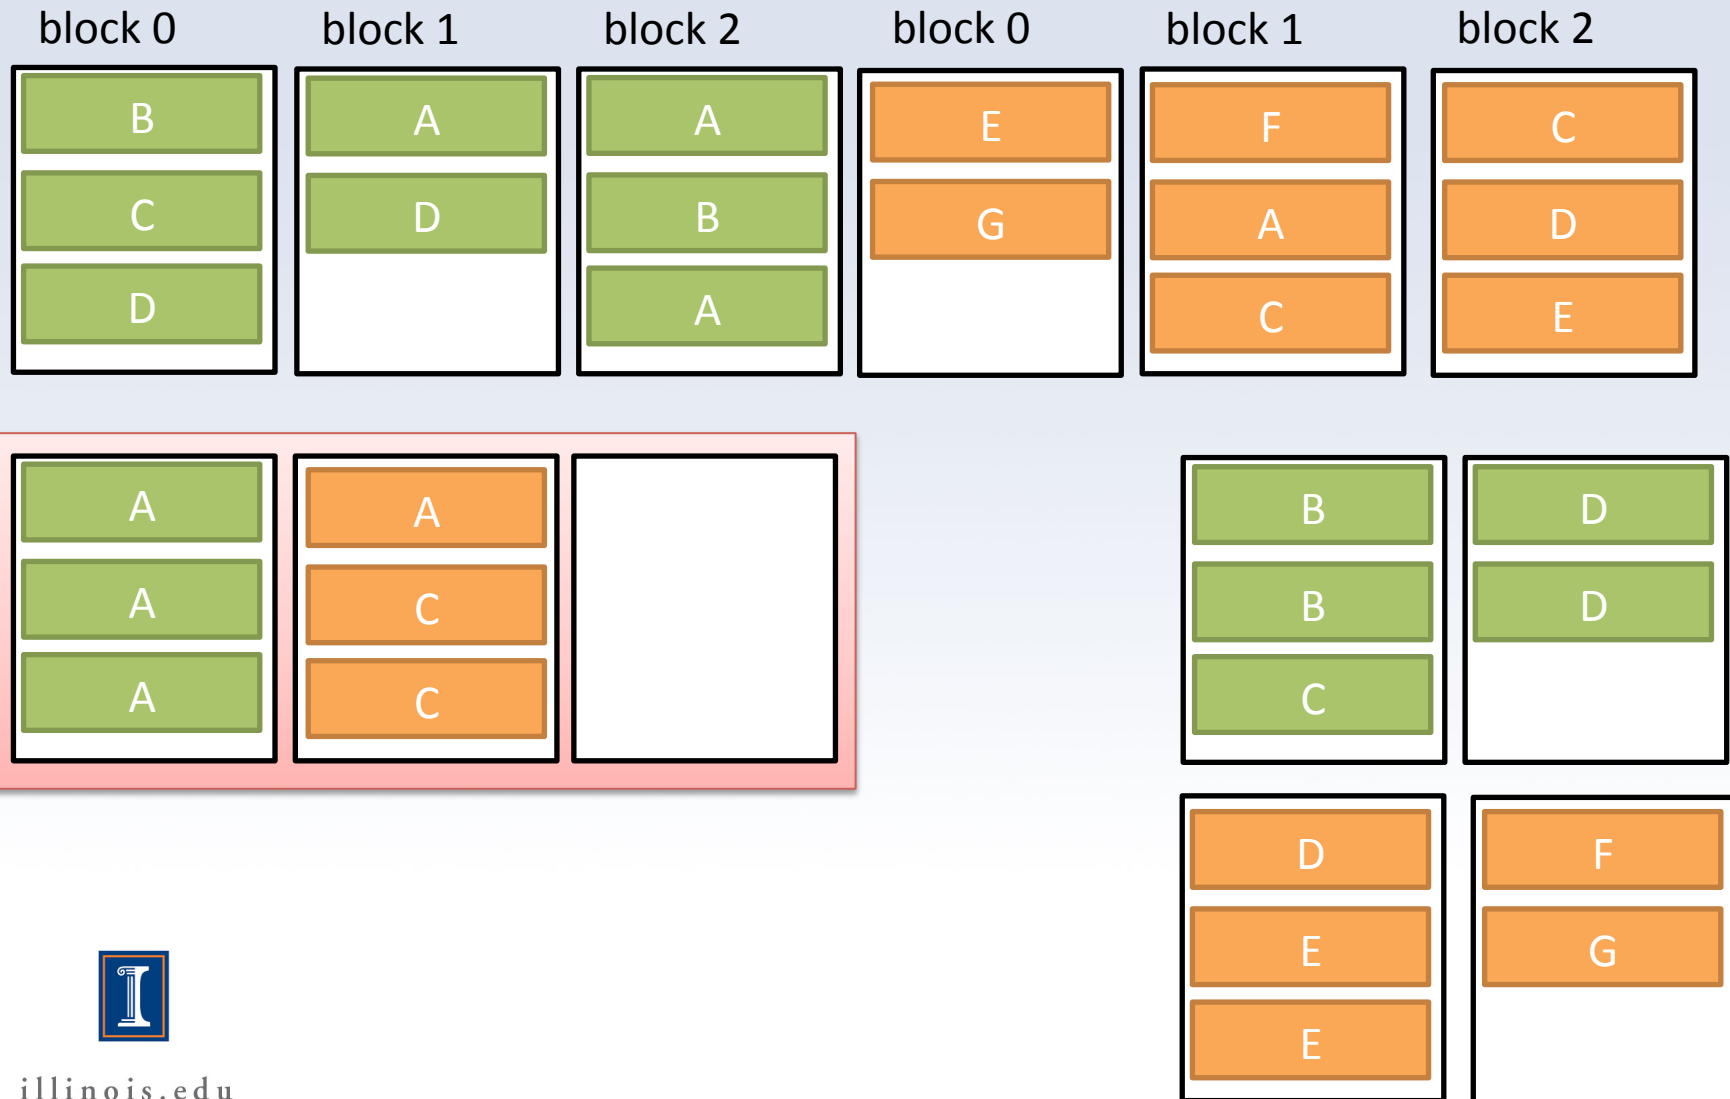 block 0 block 1 block 2 block 0 block 1 block 2
B A A E F C
C D B G A D
D A C E
A A B D
A C B D
A C C
D F
E G
E
illinois.edu